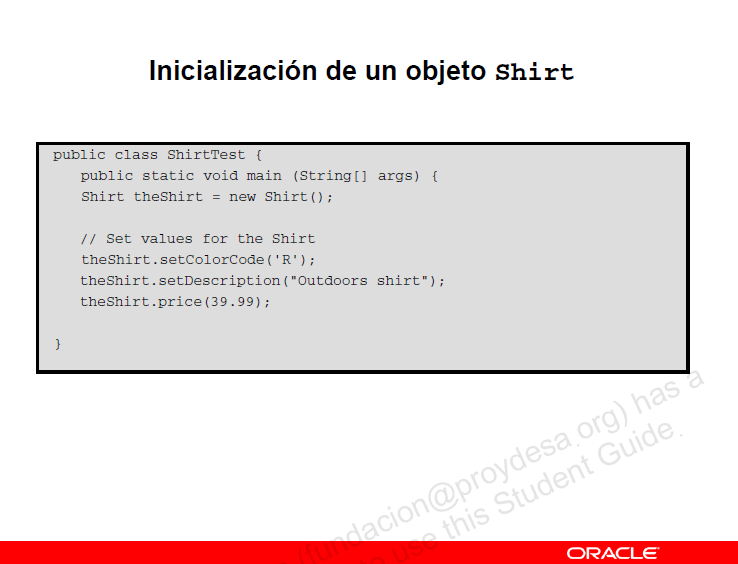 Inicialización de un objeto Shirt
public class ShirtTest {
public static void main (String[] args) {
Shirt theShirt = new Shirt();
// Set values for the Shirt
theShirt.setColorCode('R');
theShirt.setDescription("Outdoors shirt");
theShirt.price(39.99);
}
(fundacion@proydesa.org) has a
use this Student Guide.
ORACLE